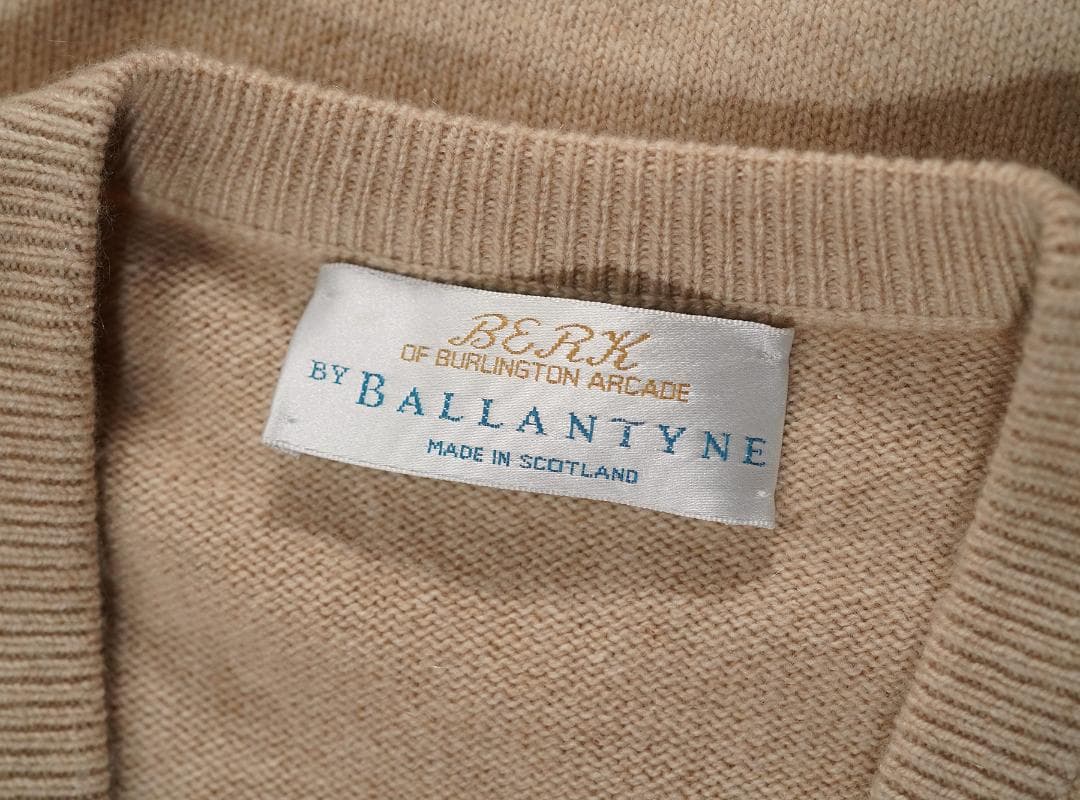 BERK
OF BURLINGTON ARCADE
BY BALLANTYNE
MADE IN SCOTLAND